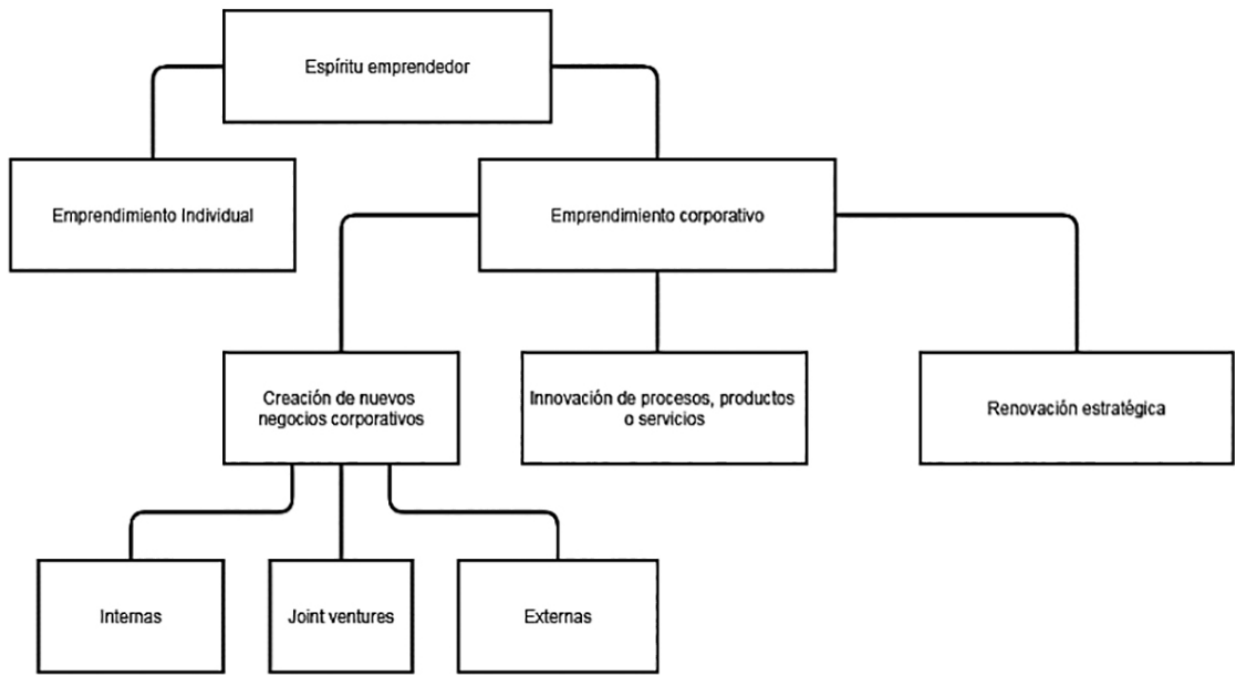 Espíritu emprendedor
Emprendimiento Individual
Emprendimiento corporativo
Creación de nuevos
negocios corporativos
Innovación de procesos, productos
o servicios
Renovación estratégica
Internas
Joint ventures
Externas